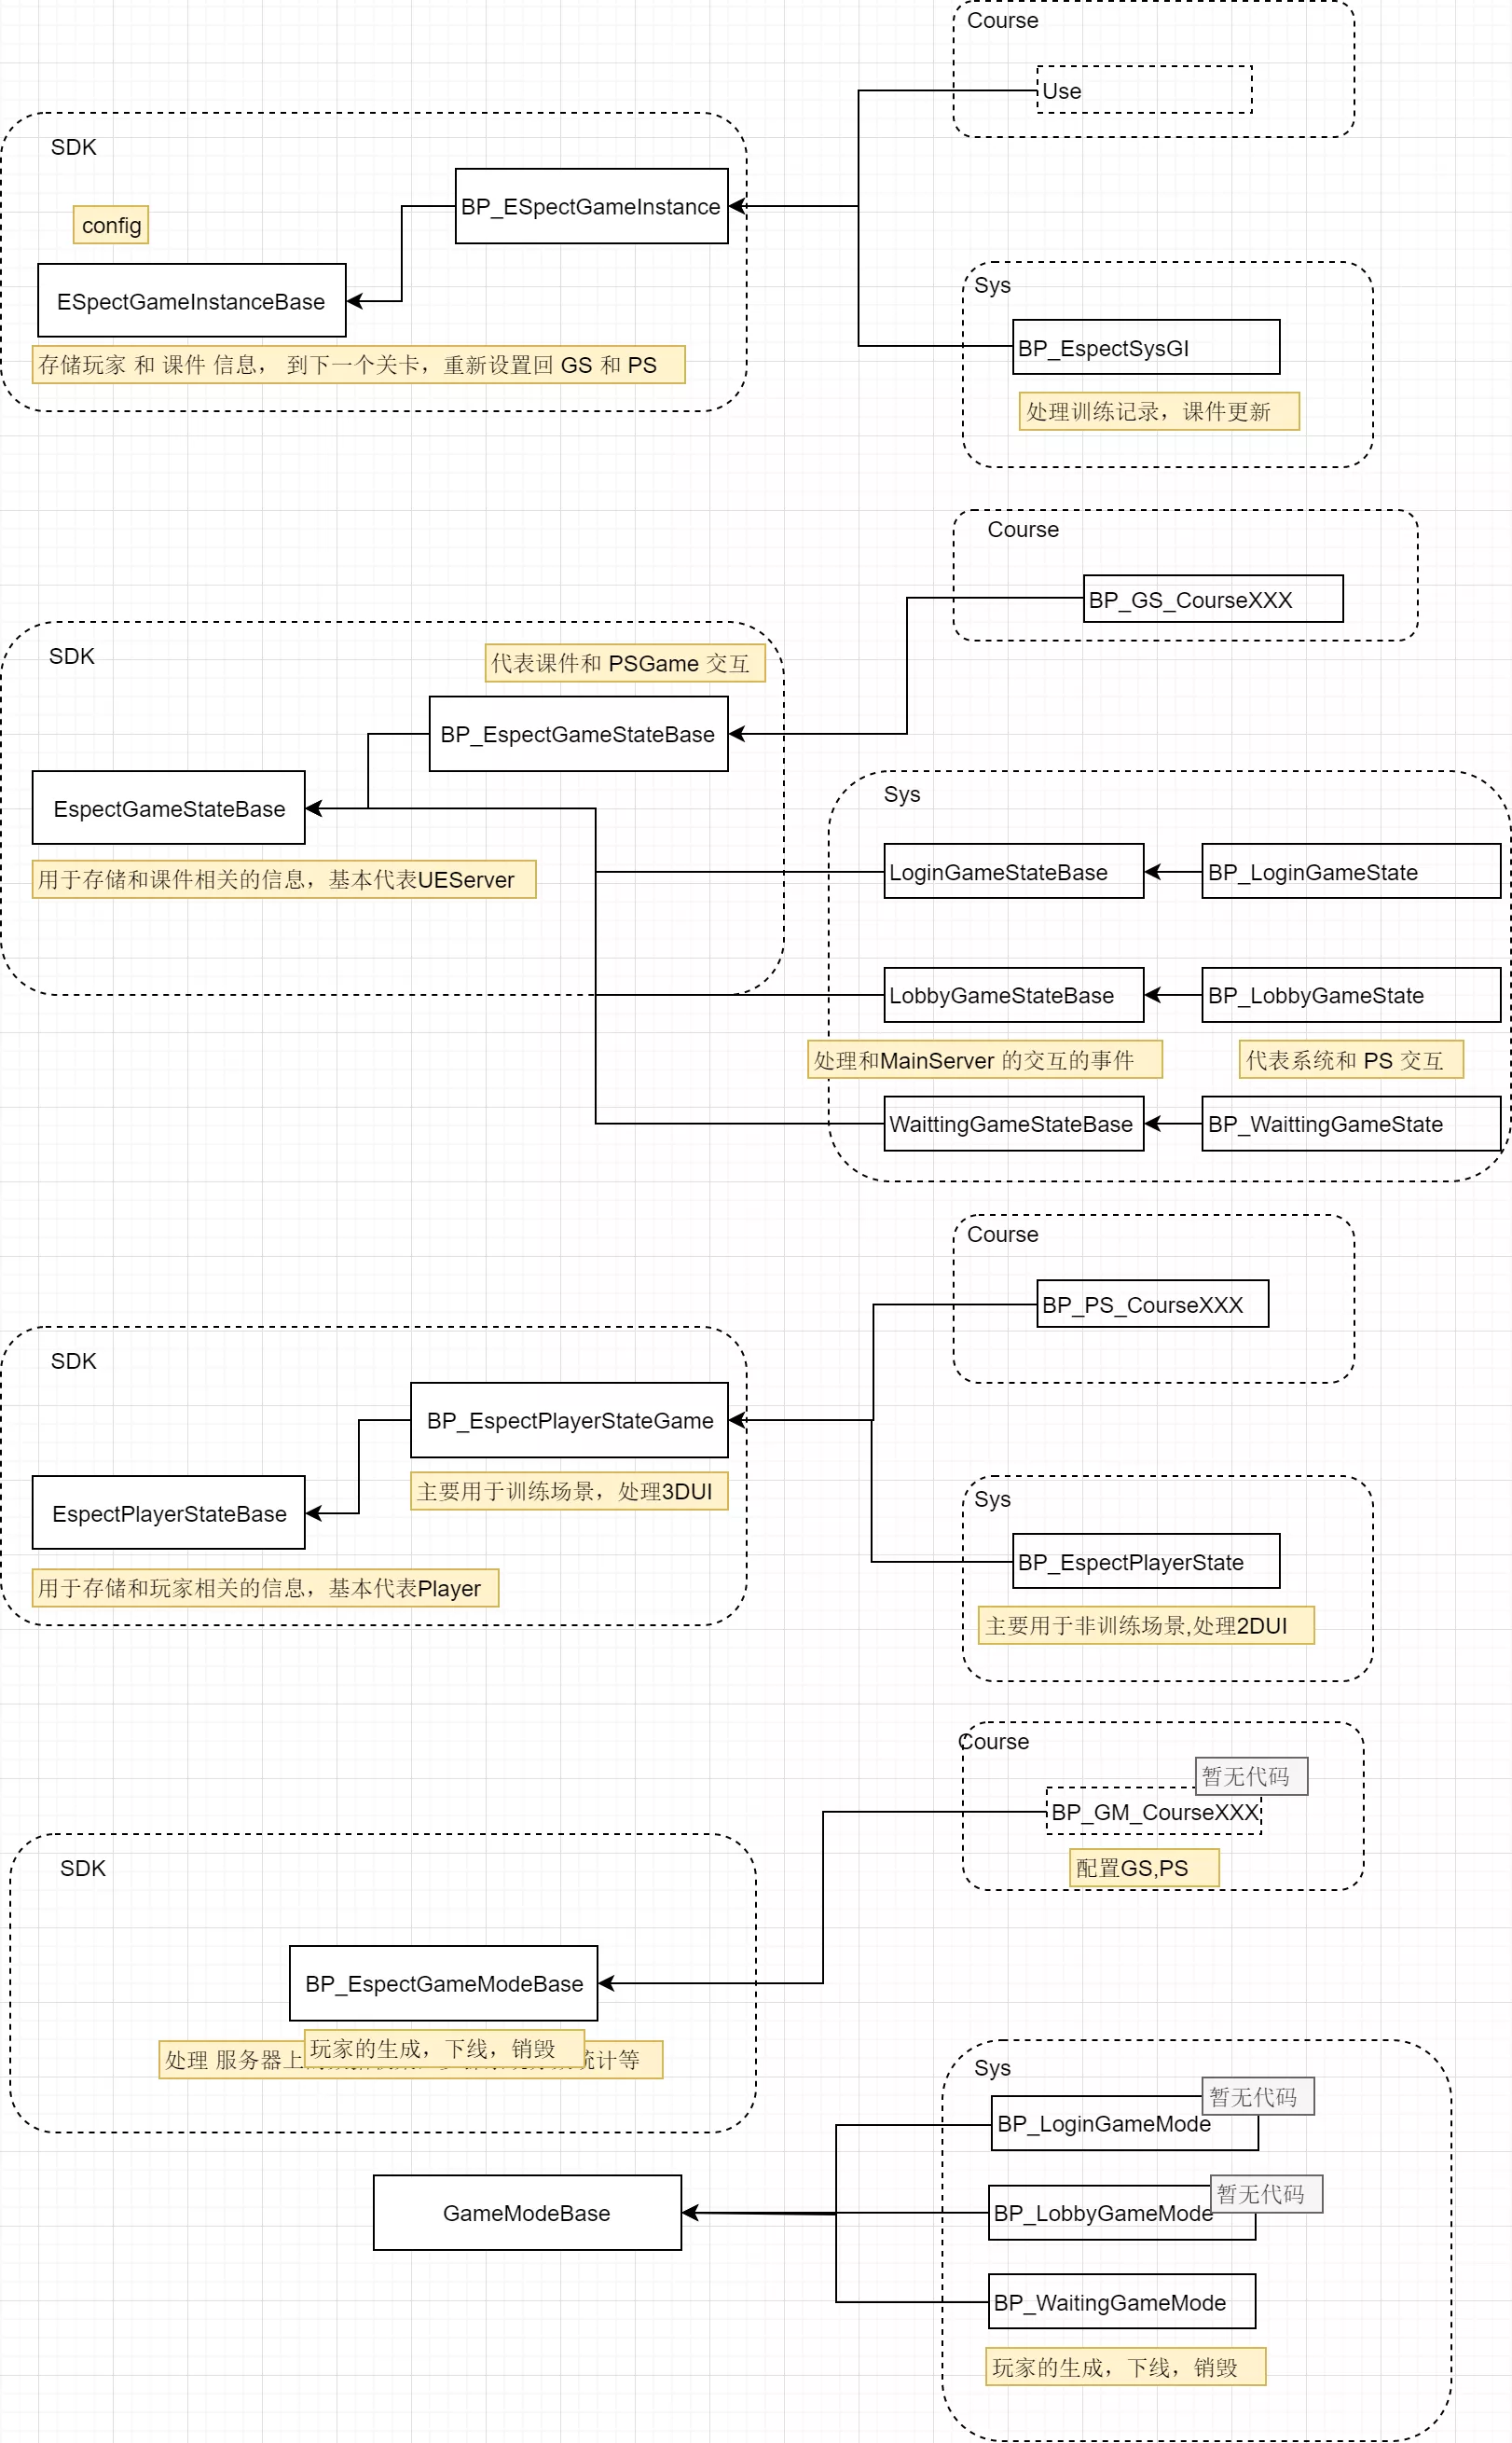 Course
Use
SDK
BP_ESpectGameInstance
config
ESpectGameInstanceBase
存储玩家 和 课件 信息， 到下一个关卡，重新设置回 GS 和 PS
Sys
BP_EspectSysGI
处理训练记录，课件更新
Course
BP_GS_CourseXXX
SDK
代表课件和 PSGame 交互
BP_EspectGameStateBase
EspectGameStateBase
用于存储和课件相关的信息，基本代表UEServer
Sys
LoginGameStateBase
BP_LoginGameState
LobbyGameStateBase
BP_LobbyGameState
处理和MainServer 的交互的事件
代表系统和 PS 交互
WaittingGameStateBase
BP_WaittingGameState
Course
BP_PS_CourseXXX
SDK
BP_EspectPlayerStateGame
主要用于训练场景，处理3DUI
EspectPlayerStateBase
用于存储和玩家相关的信息，基本代表Player
Sys
BP_EspectPlayerState
主要用于非训练场景,处理2DUI
Course
暂无代码
BP_GM_CourseXXX
配置GS,PS
SDK
BP_EspectGameModeBase
玩家的生成，下线，销毁
处理 服务器上 统计等
Sys
暂无代码
BP_LoginGameMode
GameModeBase
暂无代码
BP_LobbyGameMode
BP_WaitingGameMode
玩家的生成，下线，销毁